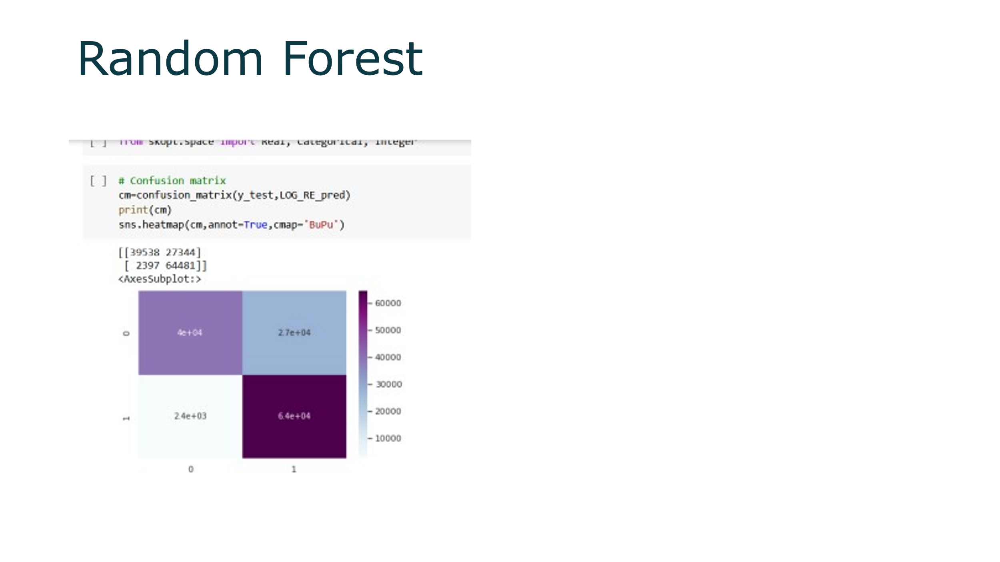 Random Forest
[ ] from skopt.space import Real, Categorical, Integer
[ ] # Confusion matrix
cm=confusion_matrix(y_test,LOG_RE_pred)
print(cm)
sns.heatmap(cm,annot=True,cmap="BuPu")
[[39538 27344]
[ 2397 64481]]
<AxesSubplot:>
60000
0 4e+04 2.7e+04
50000
40000
30000
20000
1 2.4e+03 6.4e+04
10000
0 1